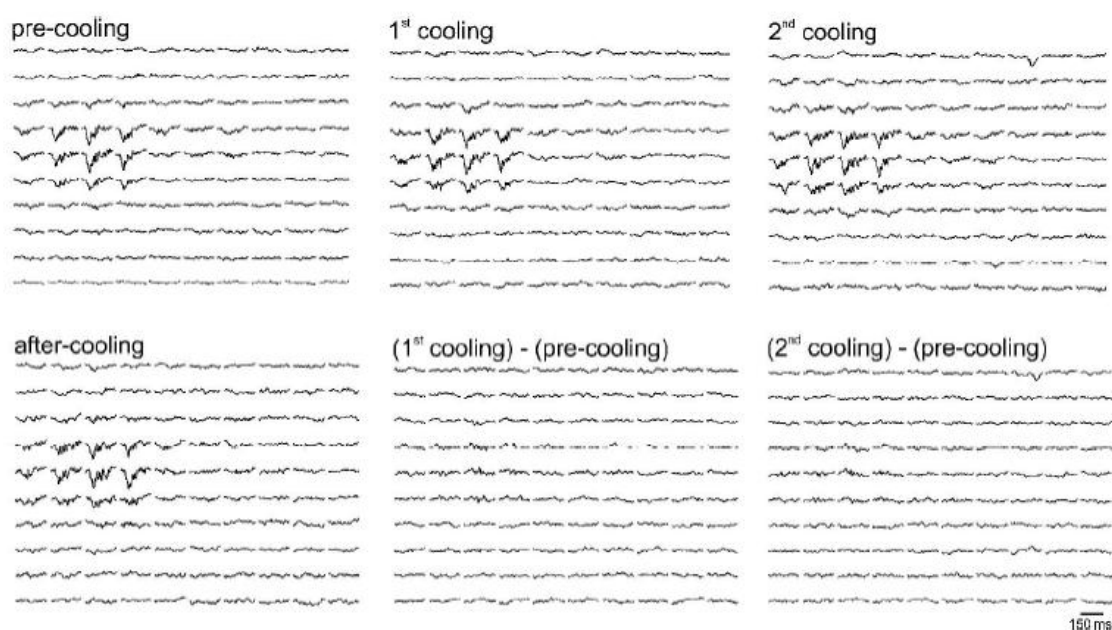 pre-cooling
1st cooling
2nd cooling
after-cooling
(1st cooling) - (pre-cooling)
(2nd cooling) - (pre-cooling)
150 ms